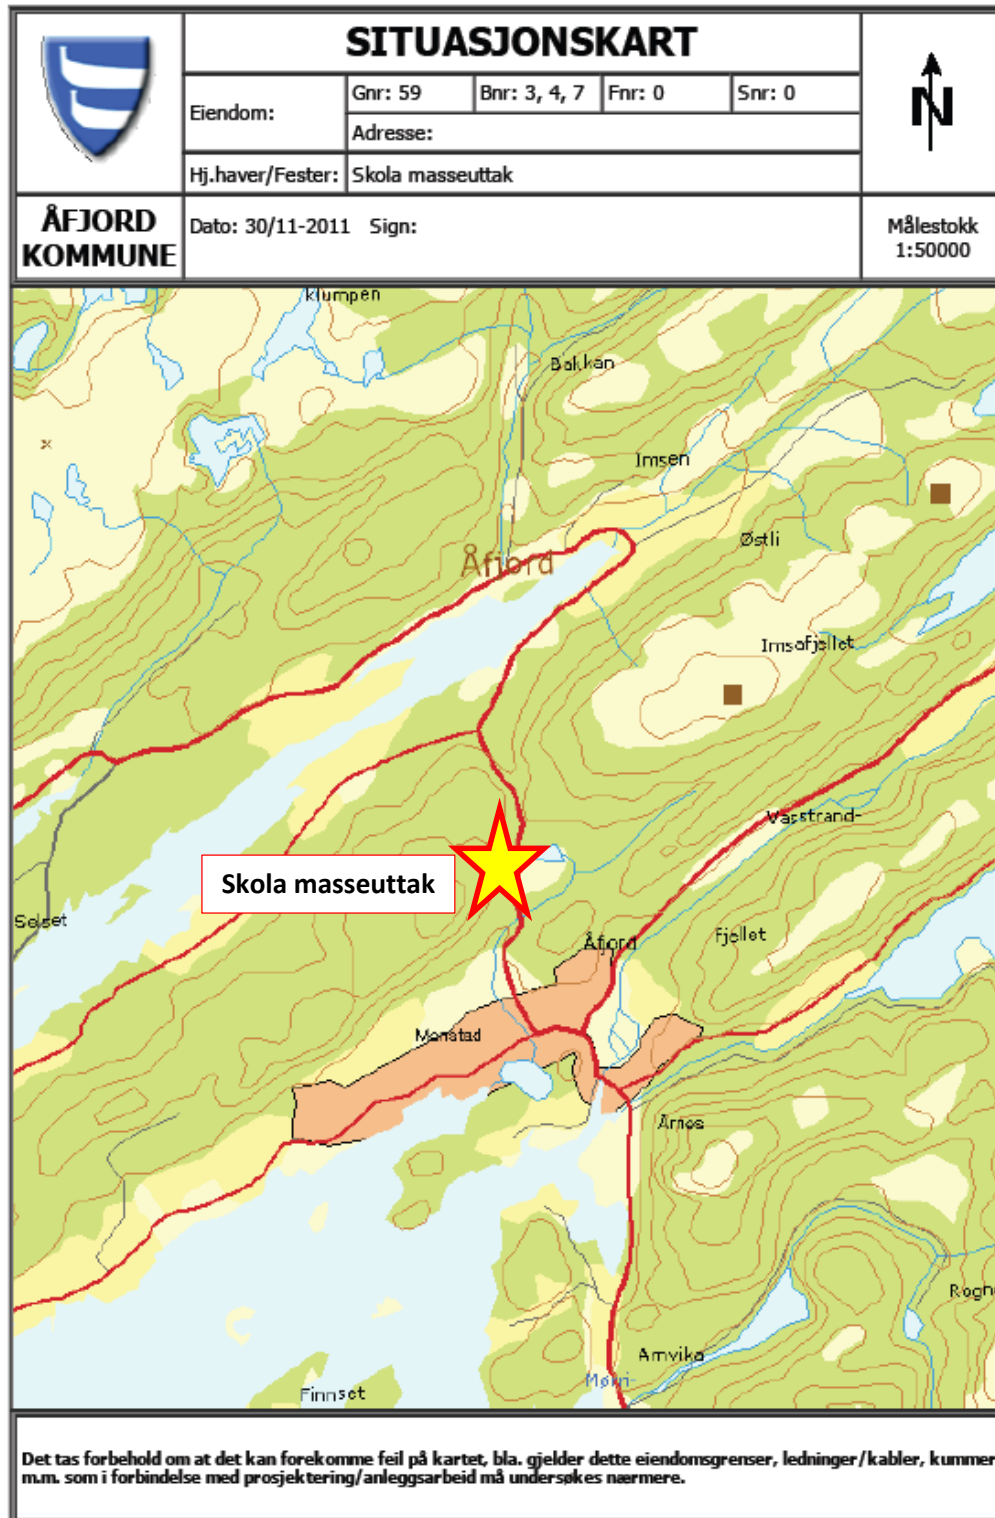 SITUASJONSKART
Eiendom:
Gnr: 59
Bnr: 3, 4, 7
Fnr: 0
Snr: 0
Adresse:
Hj.haver/Fester:
Skola masseuttak
N
ÅFJORD
KOMMUNE
Dato: 30/11-2011 Sign:
Målestokk
1:50000
klumpen
Bakkan
Imsen
Østli
Åfjord
Imsafjellet
Vasstrand-
Skola masseuttak
Selset
Åfjord
fjellet
Monstad
Årnes
Rogn
Arnvika
Finnset
Det tas forbehold om at det kan forekomme feil på kartet, bla. gjelder dette eiendomsgrenser, ledninger/kabler, kummer
m.m. som i forbindelse med prosjektering/anleggsarbeid må undersøkes nærmere.